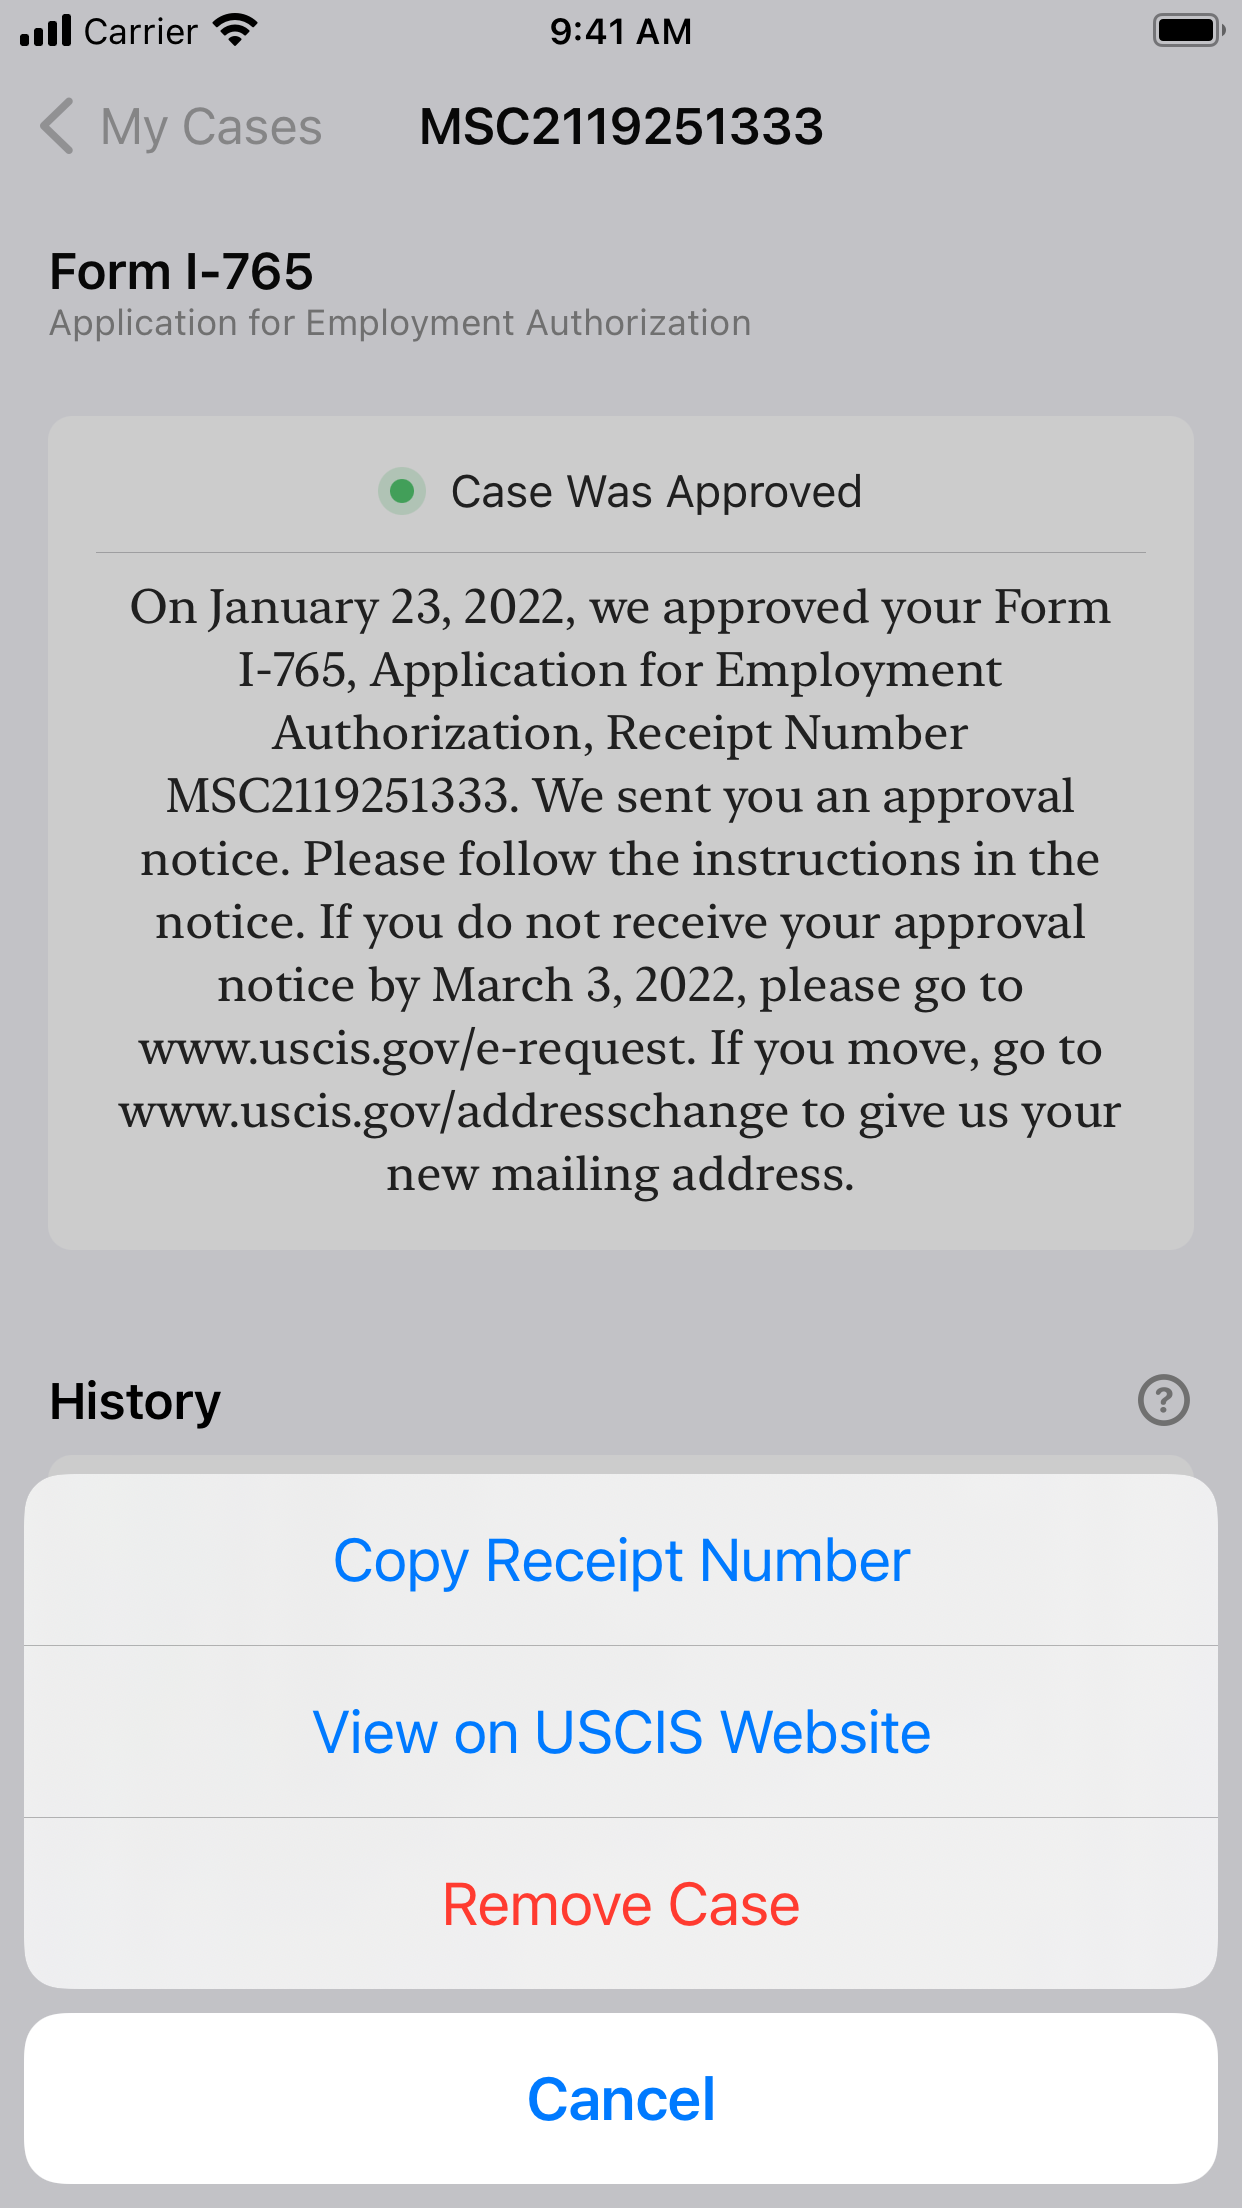 Carrier 9:41 AM
My Cases MSC2119251333
Form I-765
Application for Employment Authorization
Case Was Approved
On January 23, 2022, we approved your Form
I-765, Application for Employment
Authorization, Receipt Number
MSC2119251333. We sent you an approval
notice. Please follow the instructions in the
notice. If you do not receive your approval
notice by March 3, 2022, please go to
www.uscis.gov/e-request. If you move, go to
www.uscis.gov/addresschange to give us your
new mailing address.
History ?
Copy Receipt Number
View on USCIS Website
Remove Case
Cancel